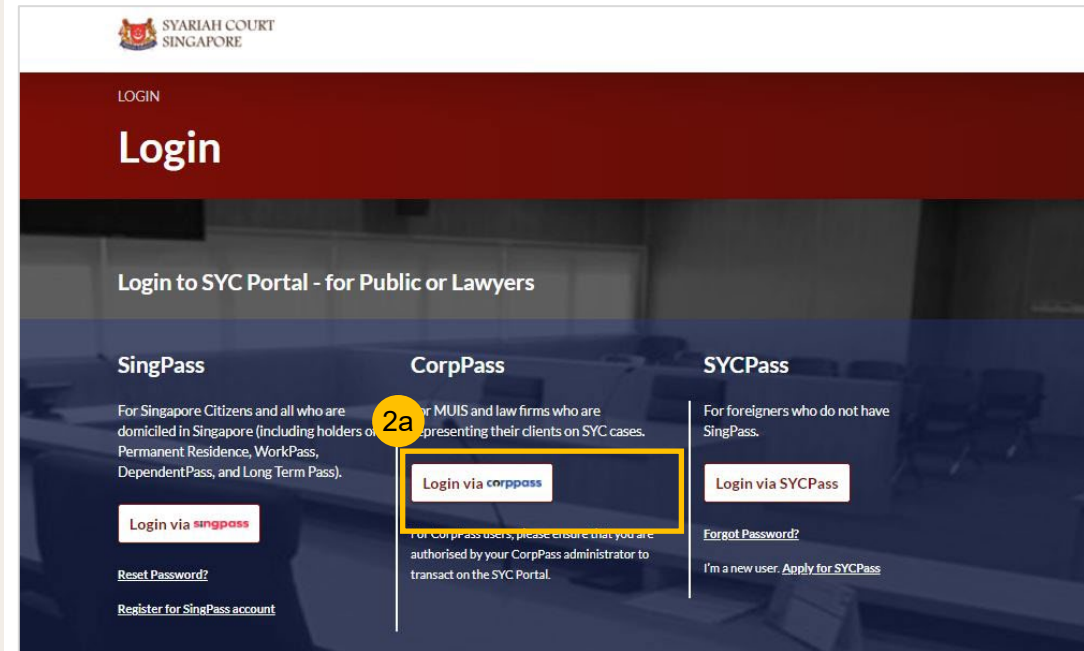 SYARIAH COURT
SINGAPORE
LOGIN
Login
Login to SYC Portal - for Public or Lawyers
SingPass
For Singapore Citizens and all who are
domiciled in Singapore (including holders of
Permanent Residence, WorkPass,
DependentPass, and Long Term Pass).
Login via singpass
Reset Password?
Register for SingPass account
CorpPass
2a
or MUIS and law firms who are
representing their clients on SYC cases.
Login via corppass
For CorpPass users, please ensure that you are
authorised by your CorpPass administrator to
transact on the SYC Portal.
SYCPass
For foreigners who do not have
SingPass.
Login via SYCPass
Forgot Password?
I'm a new user. Apply for SYCPass